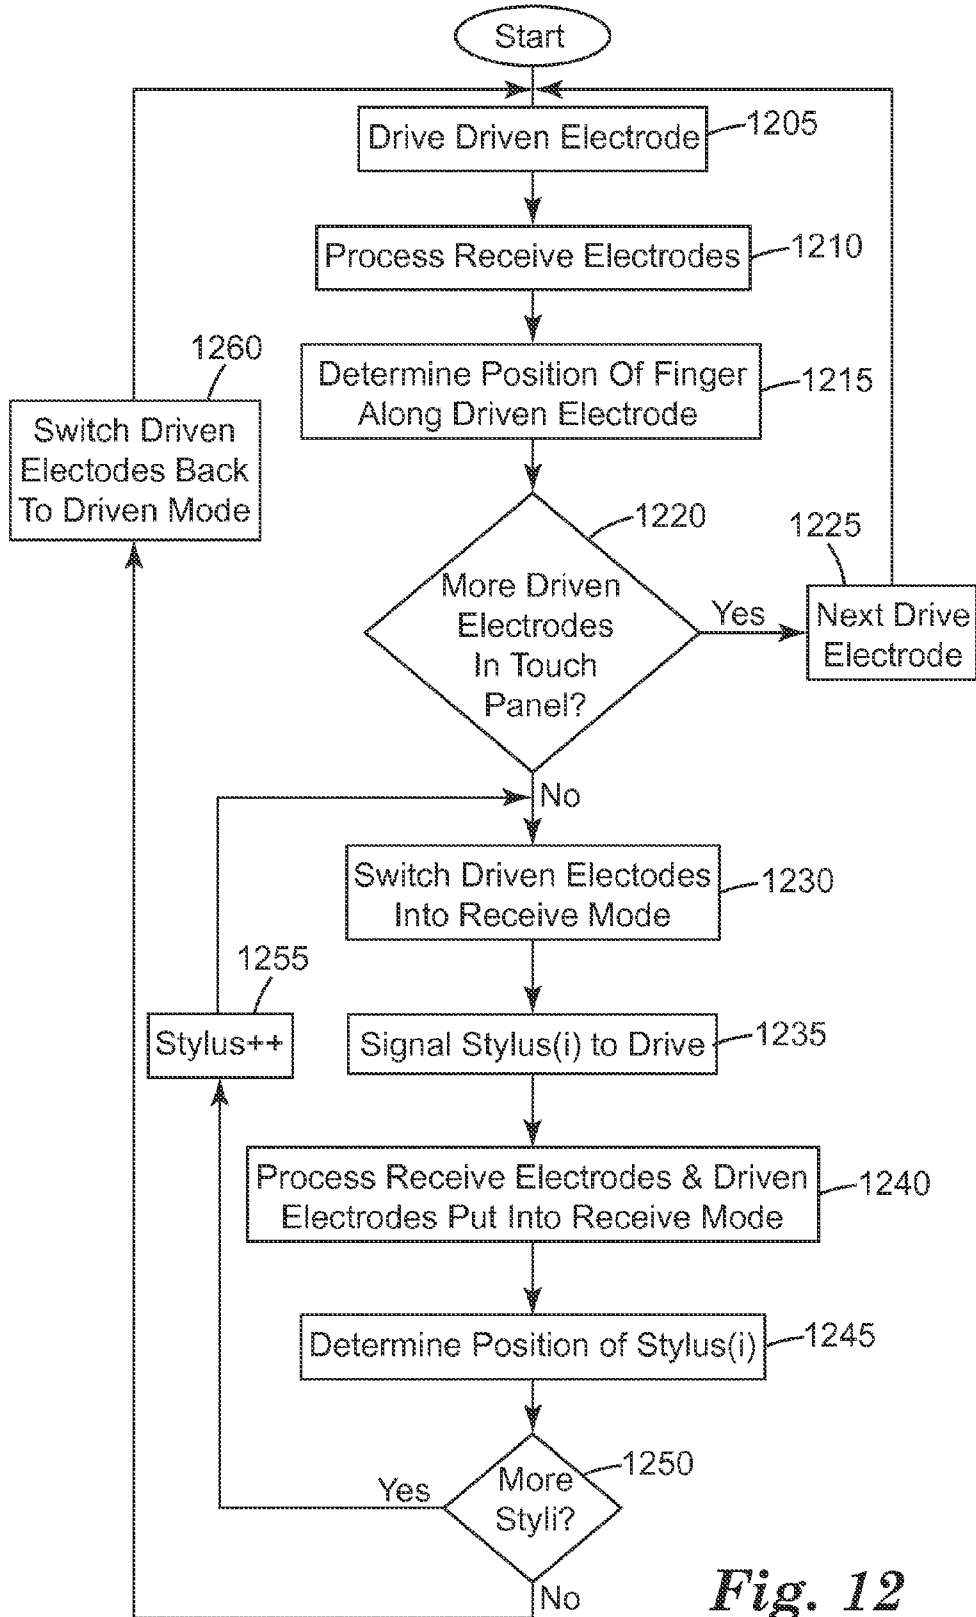 Start
Drive Driven Electrode
1205
Process Receive Electrodes
1210
1260
Determine Position Of Finger
Along Driven Electrode
1215
Switch Driven
Electodes Back
To Driven Mode
1220
1225
More Driven
Electrodes
In Touch
Panel?
Yes
Next Drive
Electrode
No
Switch Driven Electodes
Into Receive Mode
1230
1255
Stylus++
Signal Stylus(i) to Drive
1235
Process Receive Electrodes & Driven
Electrodes Put Into Receive Mode
1240
Determine Position of Stylus(i)
1245
More
Styli?
1250
Yes
No
Fig. 12